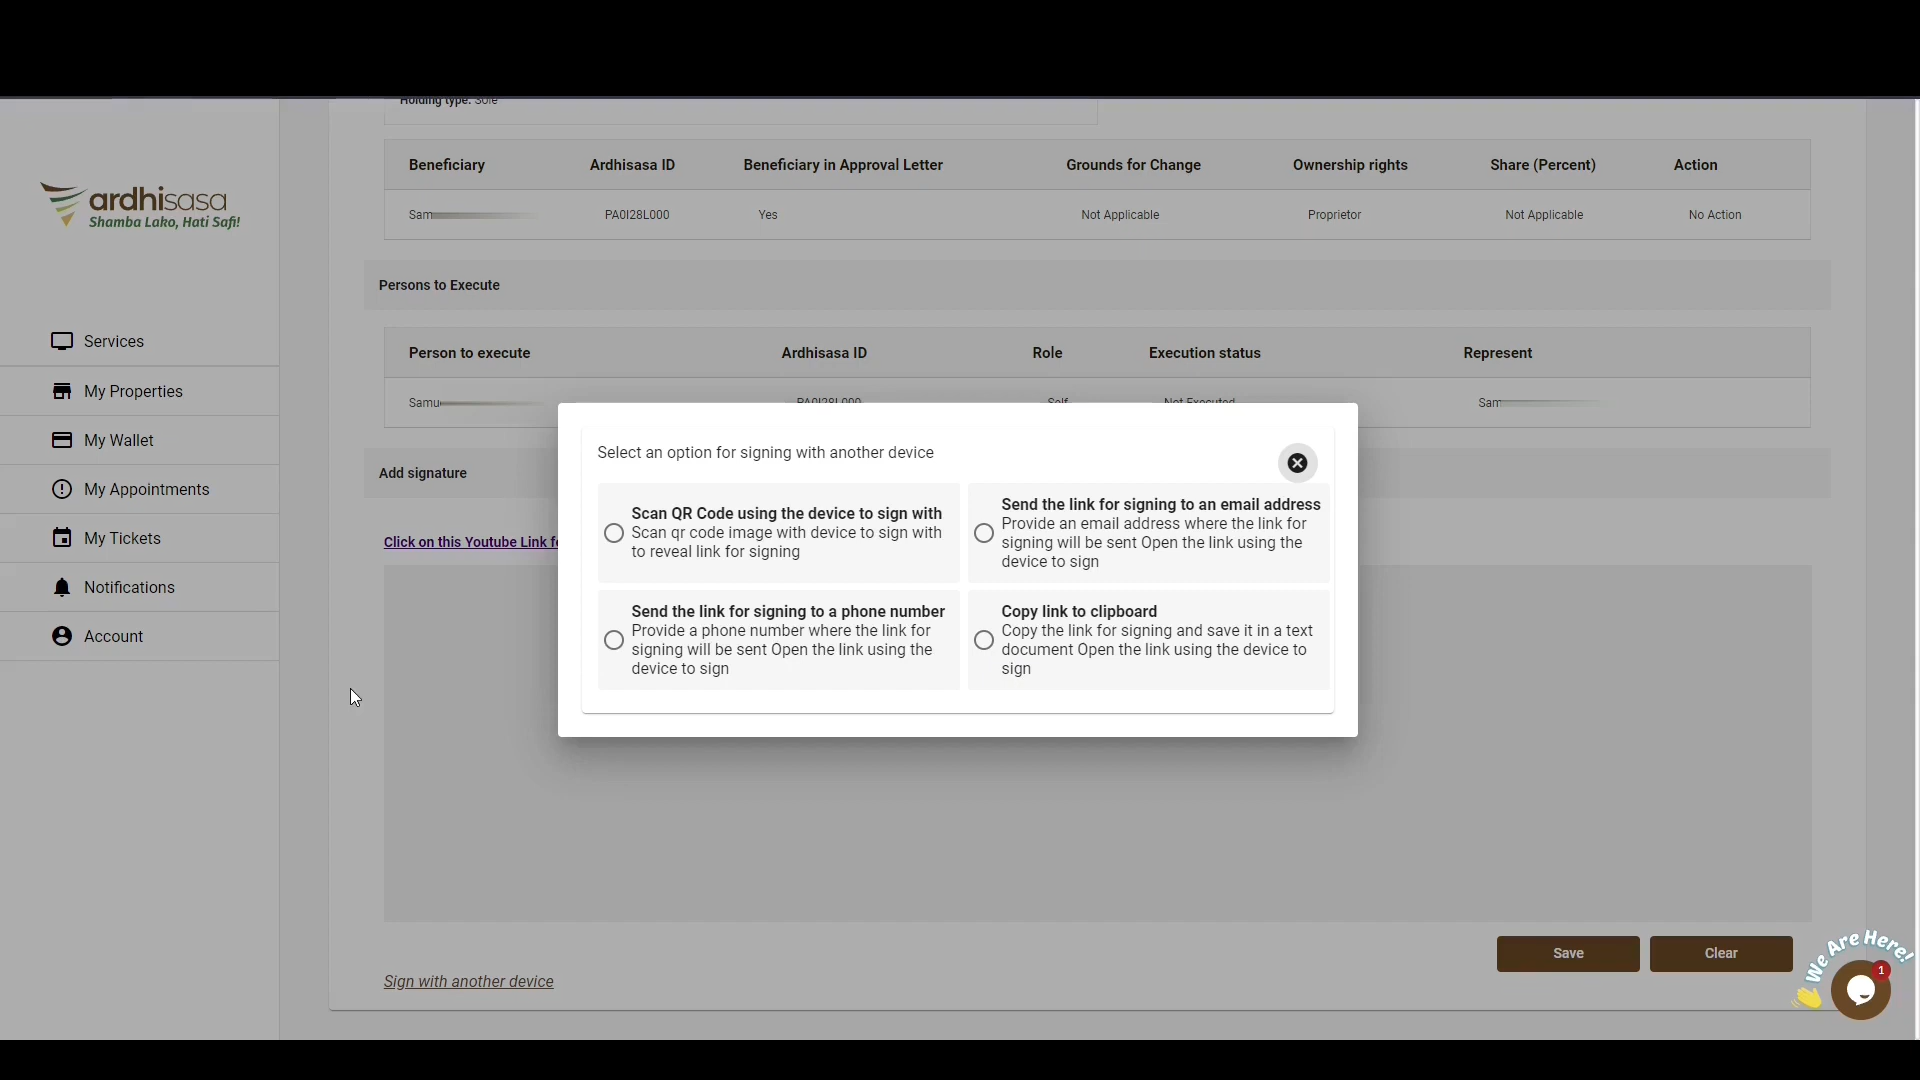 Holding type: Sole
Beneficiary Ardhisasa ID Beneficiary in Approval Letter Grounds for Change Ownership rights Share (Percent) Action
Sam PA0I28L000 Yes Not Applicable Proprietor Not Applicable No Action
ardhisasa
Shamba Lako, Hati Safi!
Services
My Properties
My Wallet
My Appointments
My Tickets
Notifications
Account
Persons to Execute
Person to execute Ardhisasa ID Role Execution status Represent
Samu PA0I28L000 Self Not Executed Sam
Add signature
Click on this Youtube Link f
Select an option for signing with another device
Scan QR Code using the device to sign with
Scan qr code image with device to sign with
to reveal link for signing
Send the link for signing to an email address
Provide an email address where the link for
signing will be sent Open the link using the
device to sign
Send the link for signing to a phone number
Provide a phone number where the link for
signing will be sent Open the link using the
device to sign
Copy link to clipboard
Copy the link for signing and save it in a text
document Open the link using the device to
sign
Save Clear
Sign with another device
We Are Here!
1